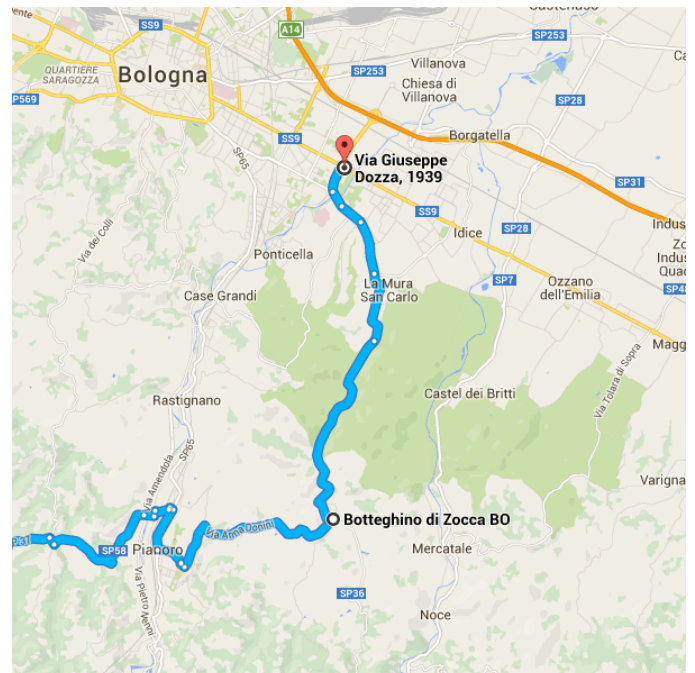 Castenaso
SS9
A14
SP253
Villanova
QUARTIERE
SARAGOZZA
Bologna
SP253
Chiesa di
Villanova
SP569
SP28
SS9
Borgatella
Via Giuseppe
Dozza, 1939
SP65
SP31
SS9
SP28
Idice
Via dei Colli
Ponticella
SP7
Ozzano
dell'Emilia
La Mura
San Carlo
Case Grandi
SP48
Via Tolara di Sopra
Castel dei Britti
Rastignano
SP65
Via Amendola
Varigna
Botteghino di Zocca BO
Via Anna Donini
SP58
Pianoro
Mercatale
Via Pietro Nenni
SP36
Noce